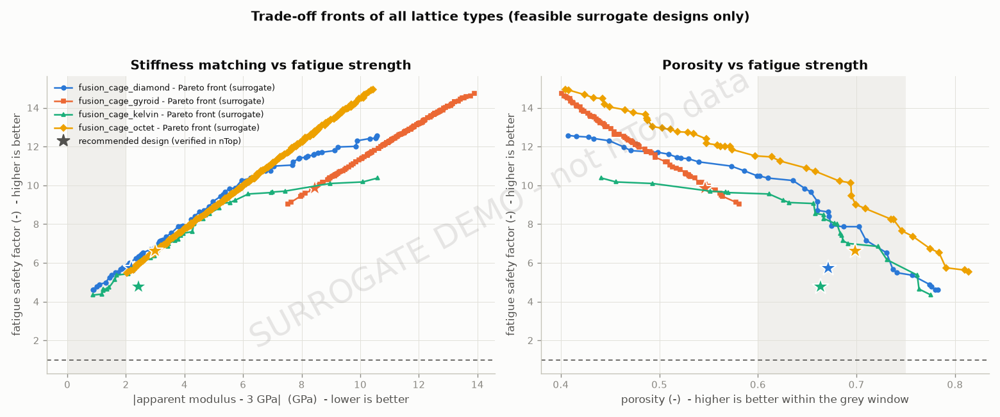 Trade-off fronts of all lattice types (feasible surrogate designs only)
Stiffness matching vs fatigue strength
fusion_cage_diamond - Pareto front (surrogate)
fusion_cage_gyroid - Pareto front (surrogate)
fusion_cage_kelvin - Pareto front (surrogate)
fusion_cage_octet - Pareto front (surrogate)
recommended design (verified in nTop)
fatigue safety factor (-)  - higher is better
14
12
10
8
6
4
2
0 2 4 6 8 10 12 14
|apparent modulus - 3 GPa|  (GPa)  - lower is better
Porosity vs fatigue strength
fatigue safety factor (-)  - higher is better
14
12
10
8
6
4
2
0.4 0.5 0.6 0.7 0.8
porosity (-)  - higher is better within the grey window
SURROGATE DEMO - not nTop data